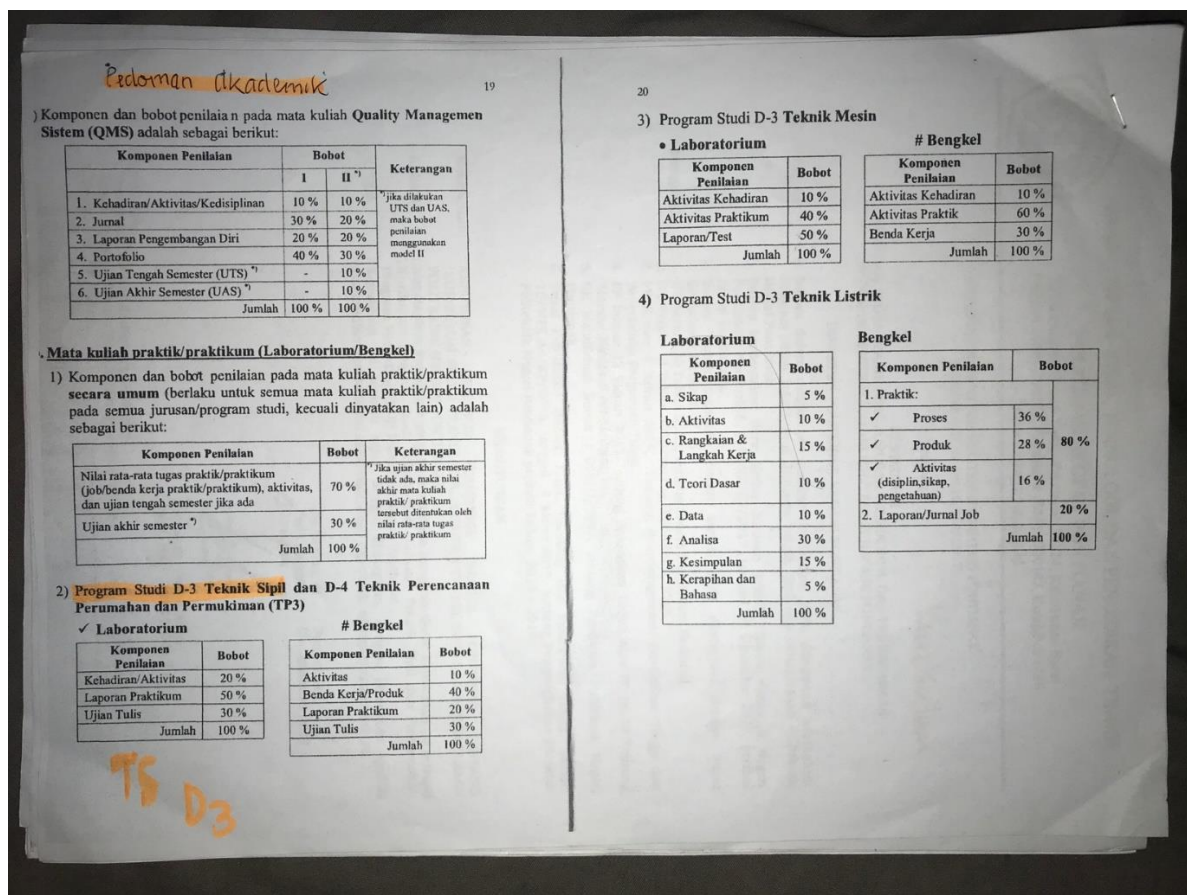 Pedoman Akademik
19
) Komponen dan bobot penilaia n pada mata kuliah Quality Managemen
Sistem (QMS) adalah sebagai berikut:
Komponen Penilaian Bobot Keterangan
I II *)
1. Kehadiran/Aktivitas/Kedisiplinan 10 % 10 %
2. Jurnal 30 % 20 %
3. Laporan Pengembangan Diri 20 % 20 %
4. Portofolio 40 % 30 %
5. Ujian Tengah Semester (UTS) *) - 10 %
6. Ujian Akhir Semester (UAS) *) - 10 %
Jumlah 100 % 100 %
*) jika dilakukan
UTS dan UAS,
maka bobot
penilaian
menggunakan
model II
. Mata kuliah praktik/praktikum (Laboratorium/Bengkel)
1) Komponen dan bobot penilaian pada mata kuliah praktik/praktikum
secara umum (berlaku untuk semua mata kuliah praktik/praktikum
pada semua jurusan/program studi, kecuali dinyatakan lain) adalah
sebagai berikut:
Komponen Penilaian Bobot Keterangan
Nilai rata-rata tugas praktik/praktikum
(job/benda kerja praktik/praktikum), aktivitas, 70 %
dan ujian tengah semester jika ada
Ujian akhir semester *) 30 %
Jumlah 100 %
*) Jika ujian akhir semester
tidak ada, maka nilai
akhir mata kuliah
praktik/ praktikum
tersebut ditentukan oleh
nilai rata-rata tugas
praktik/ praktikum
2) Program Studi D-3 Teknik Sipil dan D-4 Teknik Perencanaan
Perumahan dan Permukiman (TP3)
✓ Laboratorium
Komponen
Penilaian Bobot
Kehadiran/Aktivitas 20 %
Laporan Praktikum 50 %
Ujian Tulis 30 %
Jumlah 100 %
# Bengkel
Komponen Penilaian Bobot
Aktivitas 10 %
Benda Kerja/Produk 40 %
Laporan Praktikum 20 %
Ujian Tulis 30 %
Jumlah 100 %
TS
D3
20
3) Program Studi D-3 Teknik Mesin
• Laboratorium
Komponen
Penilaian Bobot
Aktivitas Kehadiran 10 %
Aktivitas Praktikum 40 %
Laporan/Test 50 %
Jumlah 100 %
# Bengkel
Komponen
Penilaian Bobot
Aktivitas Kehadiran 10 %
Aktivitas Praktik 60 %
Benda Kerja 30 %
Jumlah 100 %
4) Program Studi D-3 Teknik Listrik
Laboratorium
Komponen
Penilaian Bobot
a. Sikap 5 %
b. Aktivitas 10 %
c. Rangkaian &
Langkah Kerja 15 %
d. Teori Dasar 10 %
e. Data 10 %
f. Analisa 30 %
g. Kesimpulan 15 %
h. Kerapihan dan
Bahasa 5 %
Jumlah 100 %
Bengkel
Komponen Penilaian Bobot
1. Praktik:
✓ Proses 36 %
✓ Produk 28 % 80 %
✓ Aktivitas
(disiplin,sikap, 16 %
pengetahuan)
2. Laporan/Jurnal Job 20 %
Jumlah 100 %